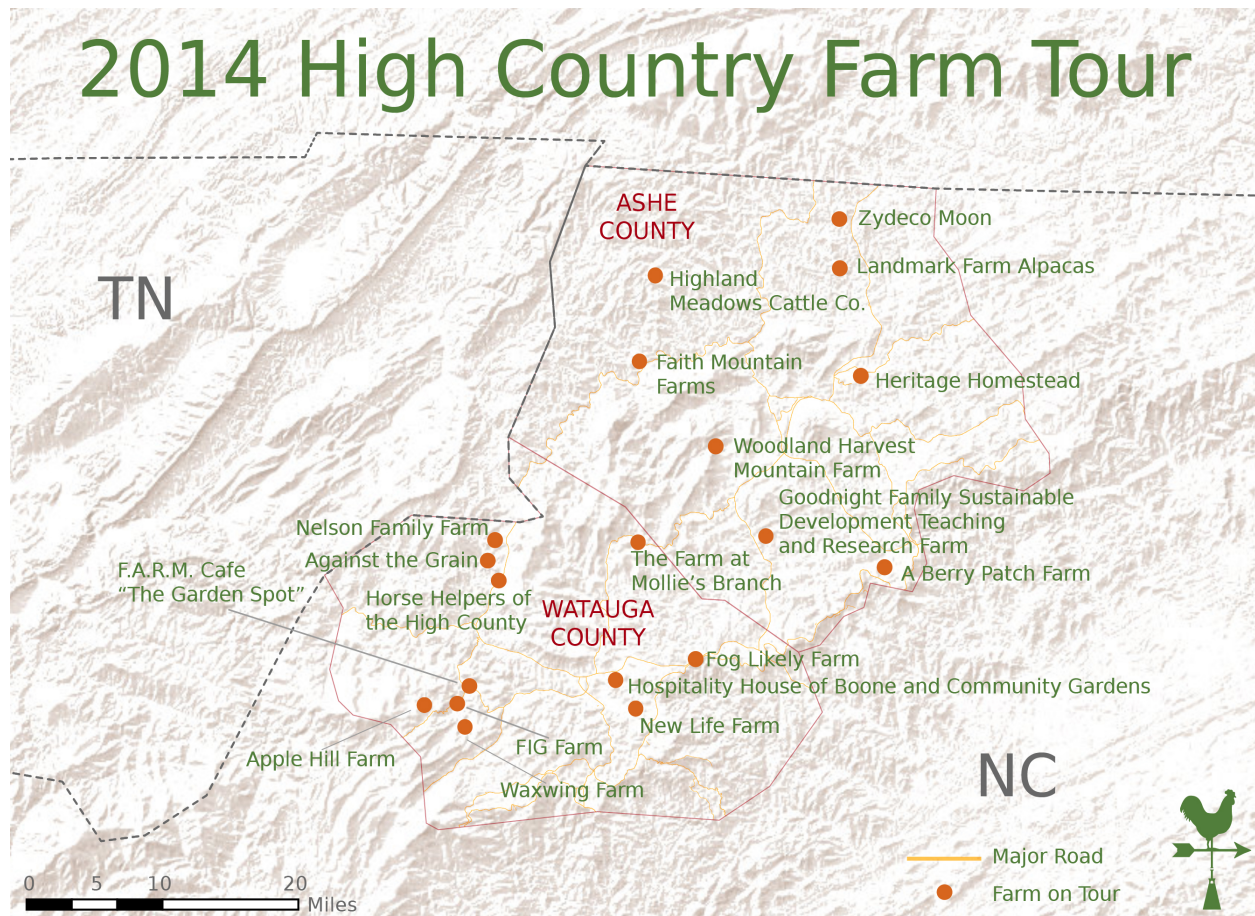 2014 High Country Farm Tour
ASHE
COUNTY
Zydeco Moon
Landmark Farm Alpacas
Highland
Meadows Cattle Co.
TN
Faith Mountain
Farms
Heritage Homestead
Woodland Harvest
Mountain Farm
Goodnight Family Sustainable
Development Teaching
and Research Farm
Nelson Family Farm
Against the Grain
The Farm at
Mollie’s Branch
A Berry Patch Farm
F.A.R.M. Cafe
“The Garden Spot”
Horse Helpers of
the High County
WATAUGA
COUNTY
Fog Likely Farm
Hospitality House of Boone and Community Gardens
New Life Farm
FIG Farm
Apple Hill Farm
Waxwing Farm
NC
Major Road
Farm on Tour
0 5 10 20
Miles